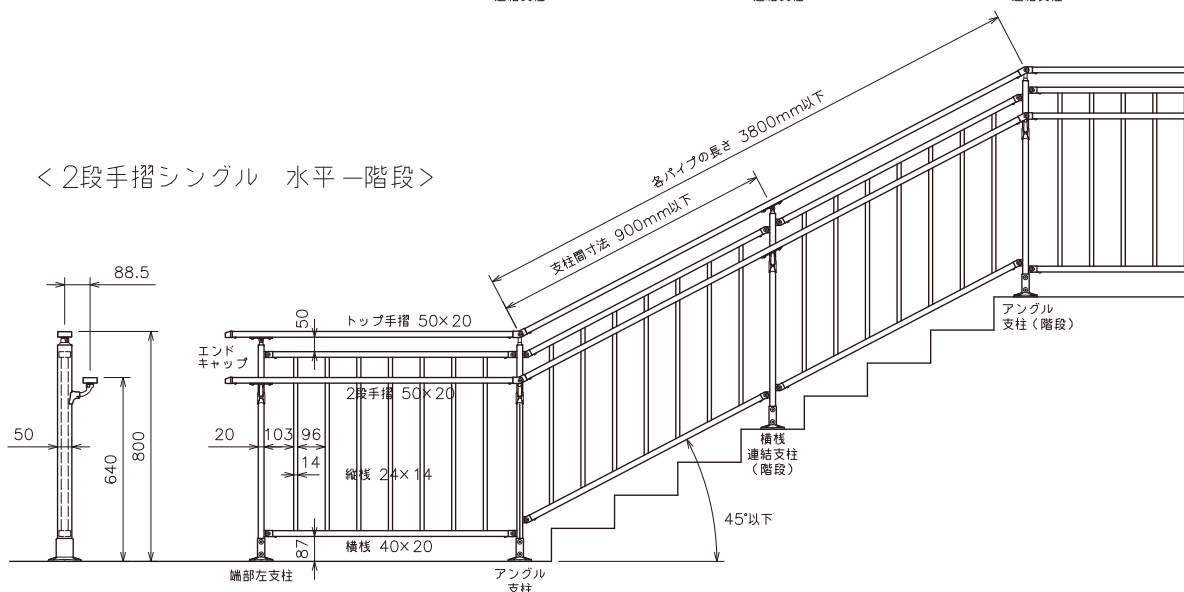 ＜2段手摺シングル　水平ー階段＞
各パイプの長さ 3800mm以下
支柱間寸法 900mm以下
88.5
50
トップ手摺 50×20
エンド
キャップ
2段手摺 50×20
アングル
支柱（階段）
50
640
800
20
103
96
14
縦桟 24×14
横桟
連結支柱
（階段）
45°以下
87
横桟 40×20
端部左支柱
アングル
支柱